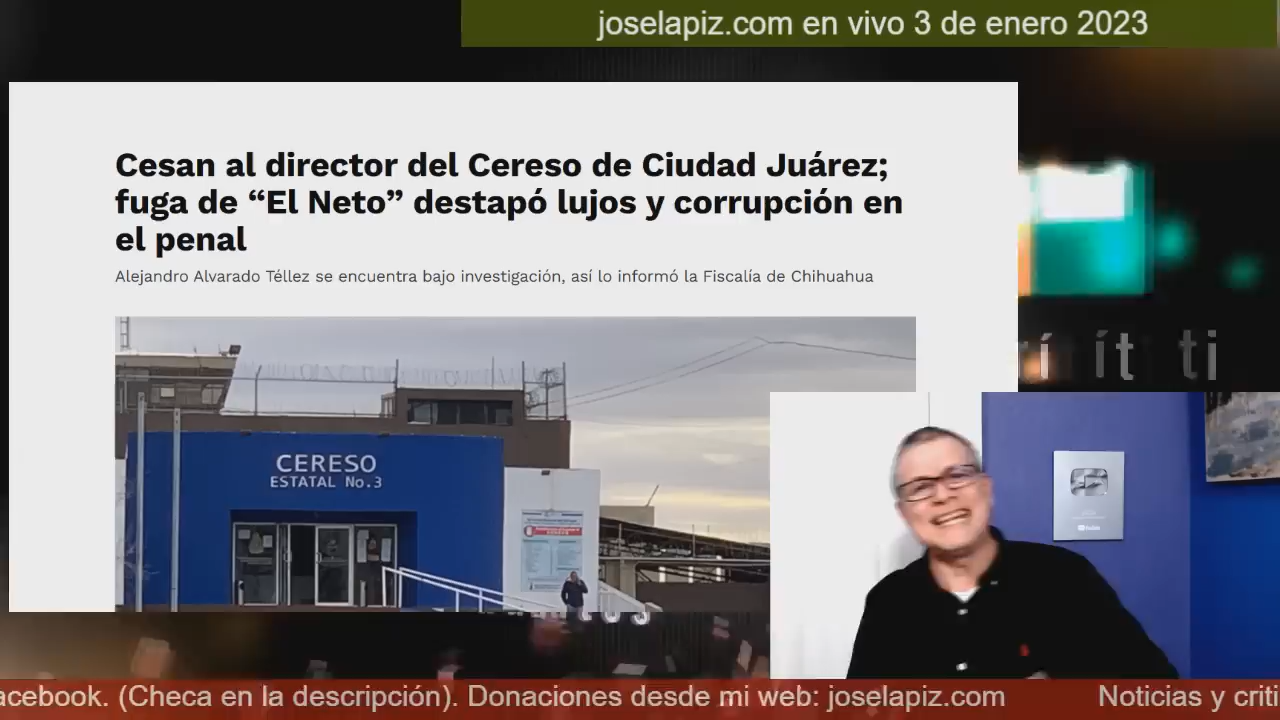 joselapiz.com en vivo 3 de enero 2023
Cesan al director del Cereso de Ciudad Juárez;
fuga de “El Neto” destapó lujos y corrupción en
el penal
Alejandro Alvarado Téllez se encuentra bajo investigación, así lo informó la Fiscalía de Chihuahua
CERESO
ESTATAL No.3
acebook. (Checa en la descripción). Donaciones desde mi web: joselapiz.com
Noticias y criti